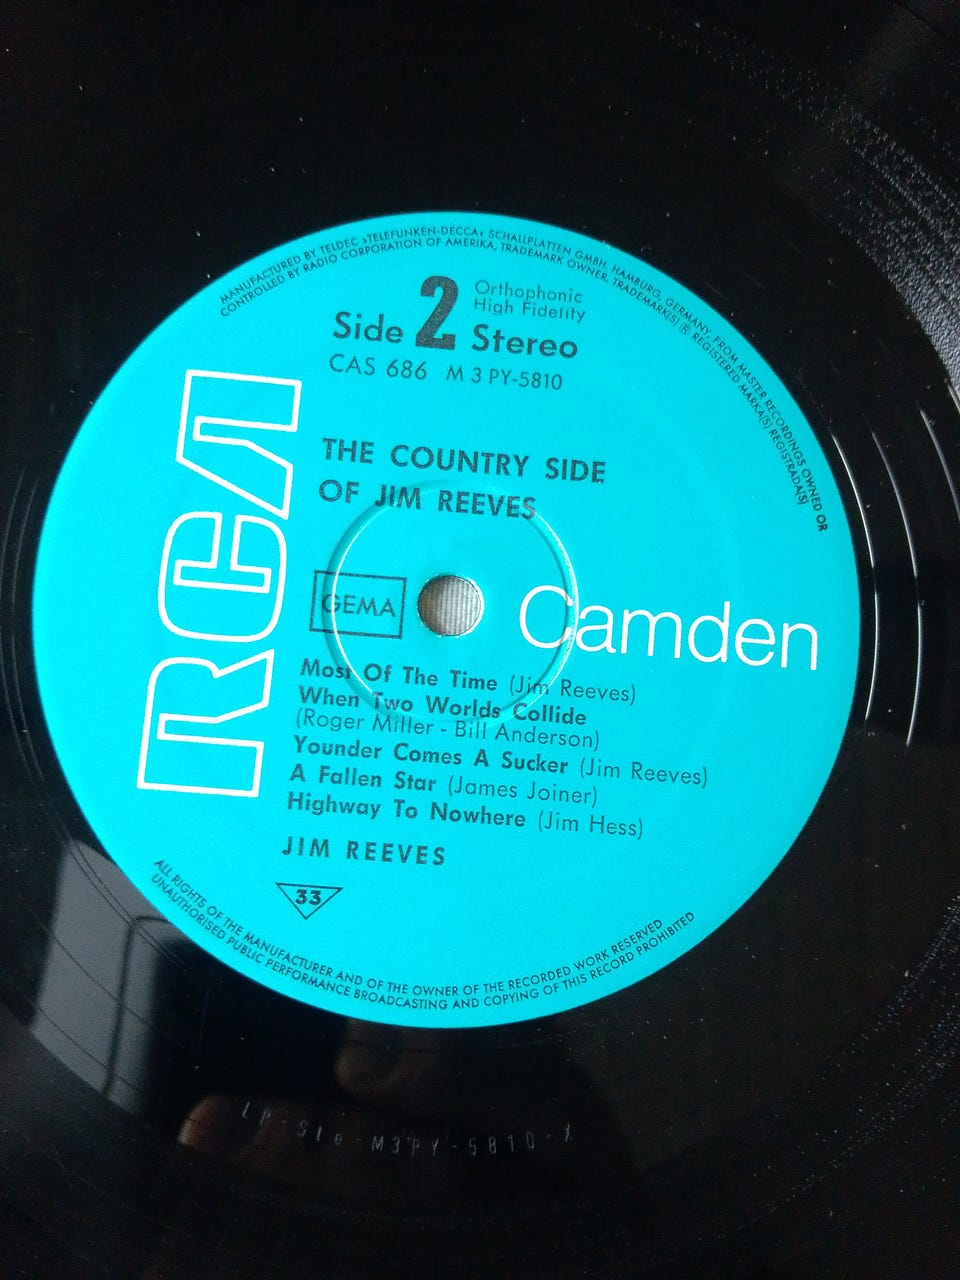 MANUFACTURED BY TELDEC »TELEFUNKEN-DECCA« SCHALLPLATTEN GMBH, HAMBURG, GERMANY, FROM MASTER RECORDINGS OWNED OR
CONTROLLED BY RADIO CORPORATION OF AMERIKA, TRADEMARK OWNER, TRADEMARK(S) ® REGISTERED MARKA(S) REGISTRADA(S)
Orthophonic
High Fidelity
Side 2 Stereo
CAS 686 M 3 PY-5810
RCA
THE COUNTRY SIDE
OF JIM REEVES
GEMA
Camden
Most Of The Time (Jim Reeves)
When Two Worlds Collide
(Roger Miller - Bill Anderson)
Younder Comes A Sucker (Jim Reeves)
A Fallen Star (James Joiner)
Highway To Nowhere (Jim Hess)
JIM REEVES
33
ALL RIGHTS OF THE MANUFACTURER AND OF THE OWNER OF THE RECORDED WORK RESERVED
UNAUTHORISED PUBLIC PERFORMANCE BROADCASTING AND COPYING OF THIS RECORD PROHIBITED
LP-Ste-M3PY-5810-X